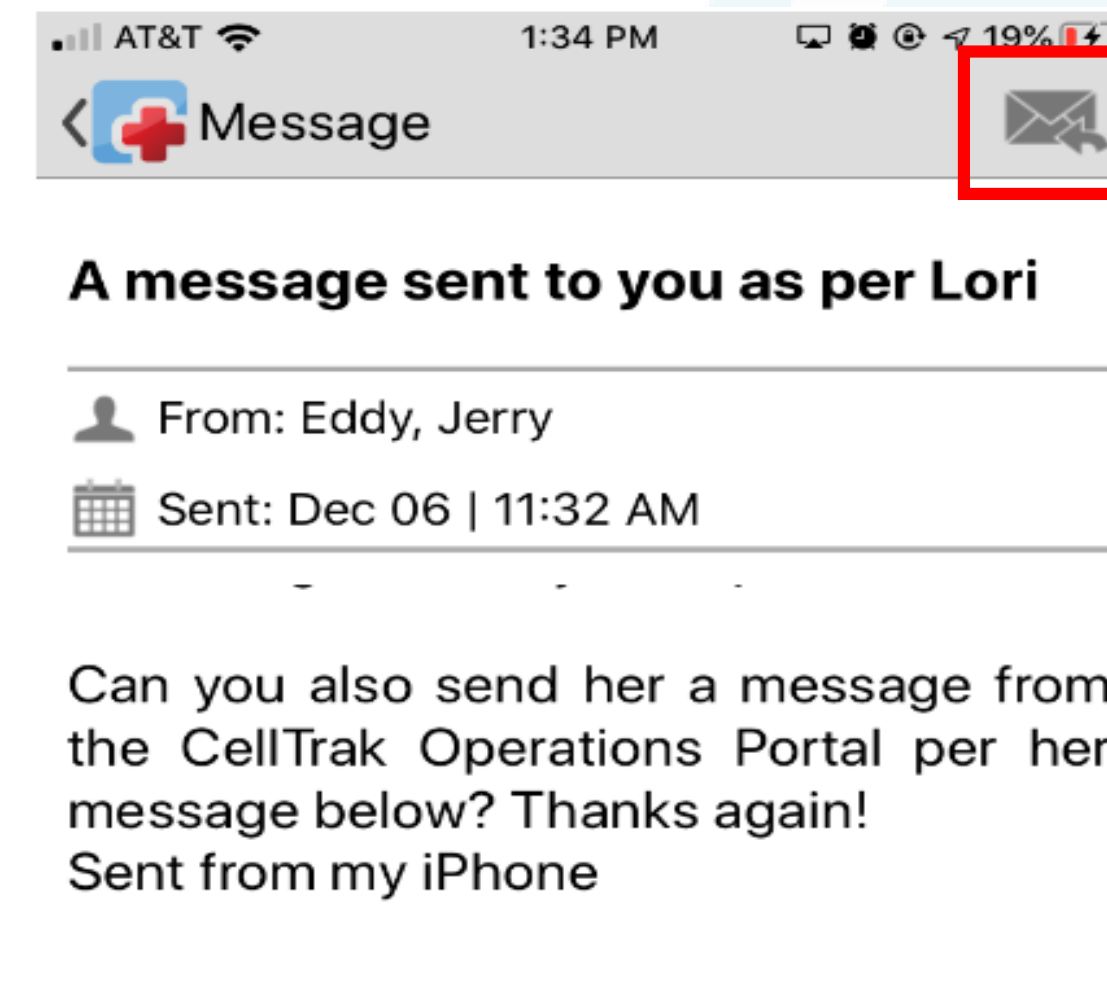 AT&T 1:34 PM 19%
Message
A message sent to you as per Lori
From: Eddy, Jerry
Sent: Dec 06 | 11:32 AM
Can you also send her a message from
the CellTrak Operations Portal per her
message below? Thanks again!
Sent from my iPhone